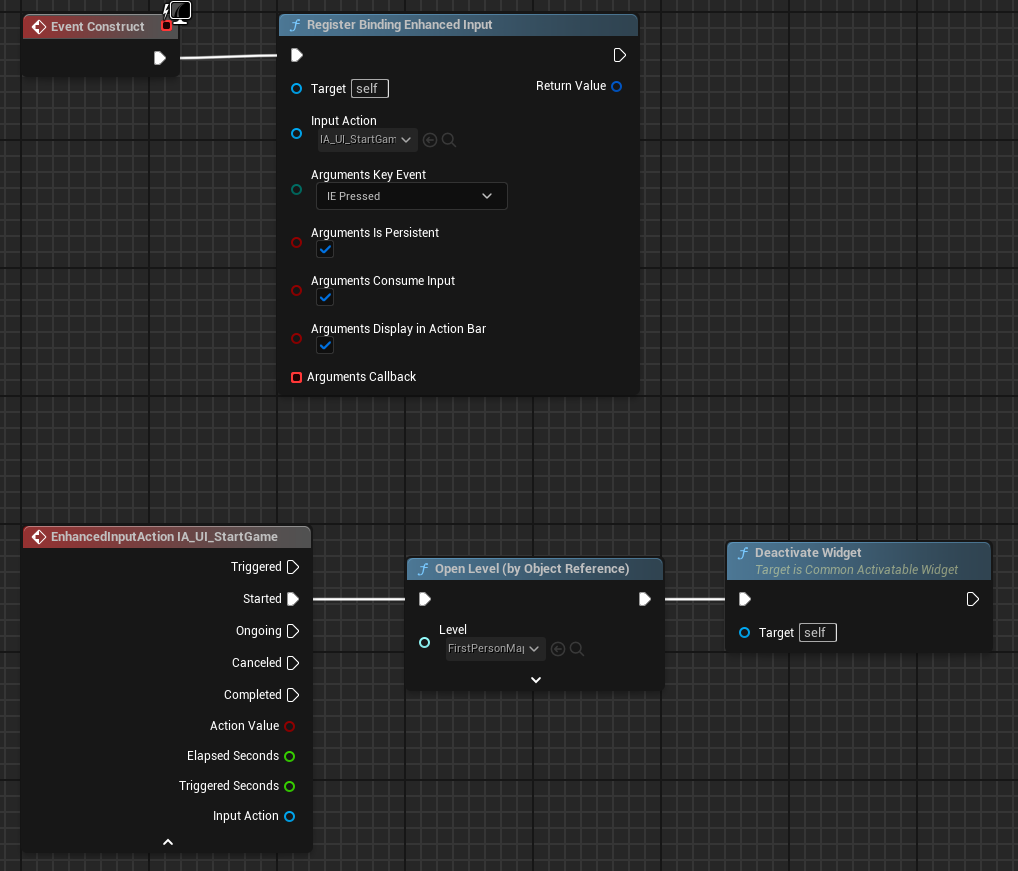 Event Construct
Register Binding Enhanced Input
Target self
Return Value
Input Action
IA_UI_StartGam
Arguments Key Event
IE Pressed
Arguments Is Persistent
Arguments Consume Input
Arguments Display in Action Bar
Arguments Callback
EnhancedInputAction IA_UI_StartGame
Triggered
Started
Ongoing
Canceled
Completed
Action Value
Elapsed Seconds
Triggered Seconds
Input Action
Open Level (by Object Reference)
Level
FirstPersonMa
Deactivate Widget
Target is Common Activatable Widget
Target self